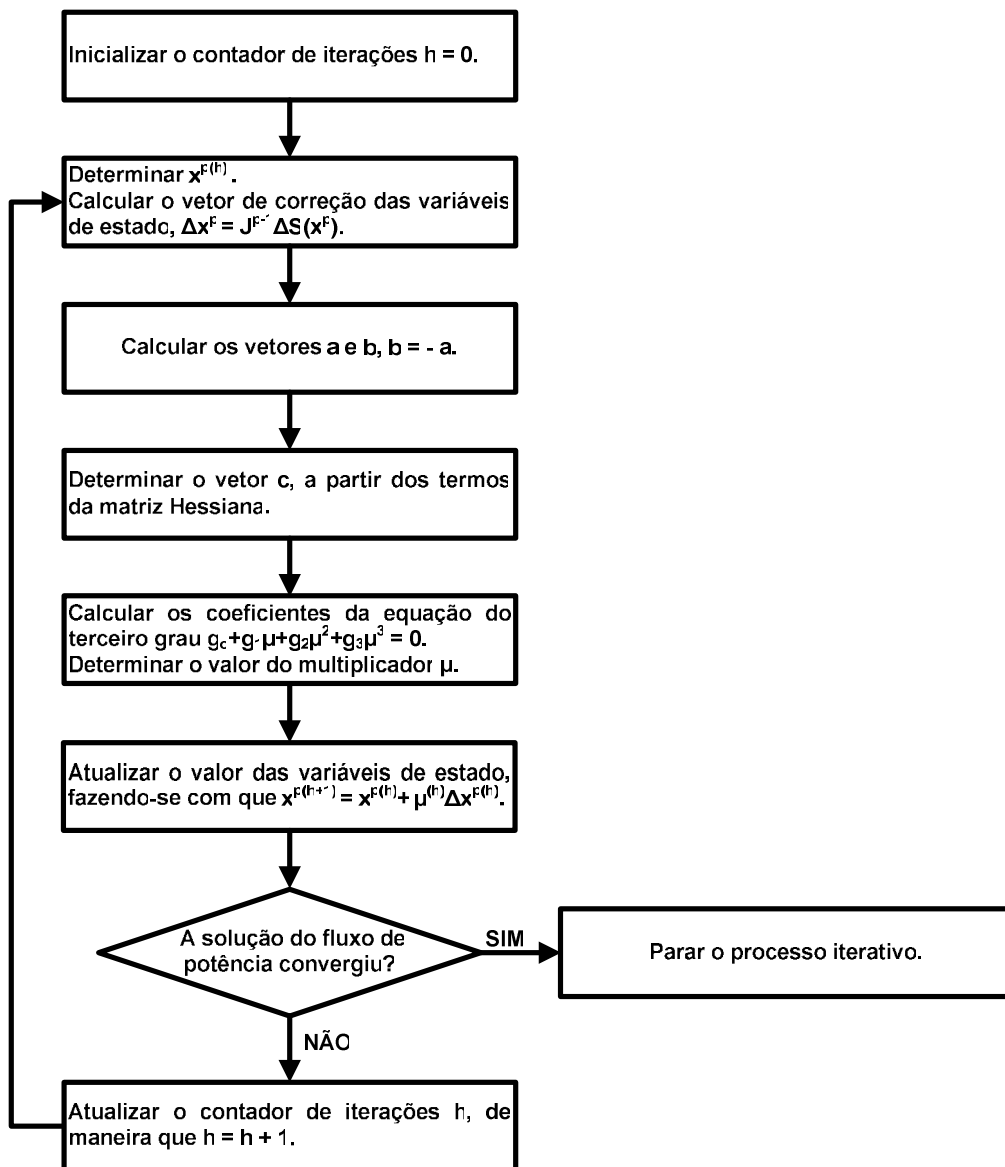 Inicializar o contador de iterações h = 0.
Determinar x^p(h) .
Calcular o vetor de correção das variáveis
de estado, Δx^p = J^p-1 ΔS(x^p).
Calcular os vetores a e b, b = - a.
Determinar o vetor c, a partir dos termos
da matriz Hessiana.
Calcular os coeficientes da equação do
terceiro grau g₀+g₁µ+g₂µ²+g₃µ³ = 0.
Determinar o valor do multiplicador µ.
Atualizar o valor das variáveis de estado,
fazendo-se com que x^p(h+1) = x^p(h) + µ^(h)Δx^p(h).
A solução do fluxo de
potência convergiu?
SIM
Parar o processo iterativo.
NÃO
Atualizar o contador de iterações h, de
maneira que h = h + 1.